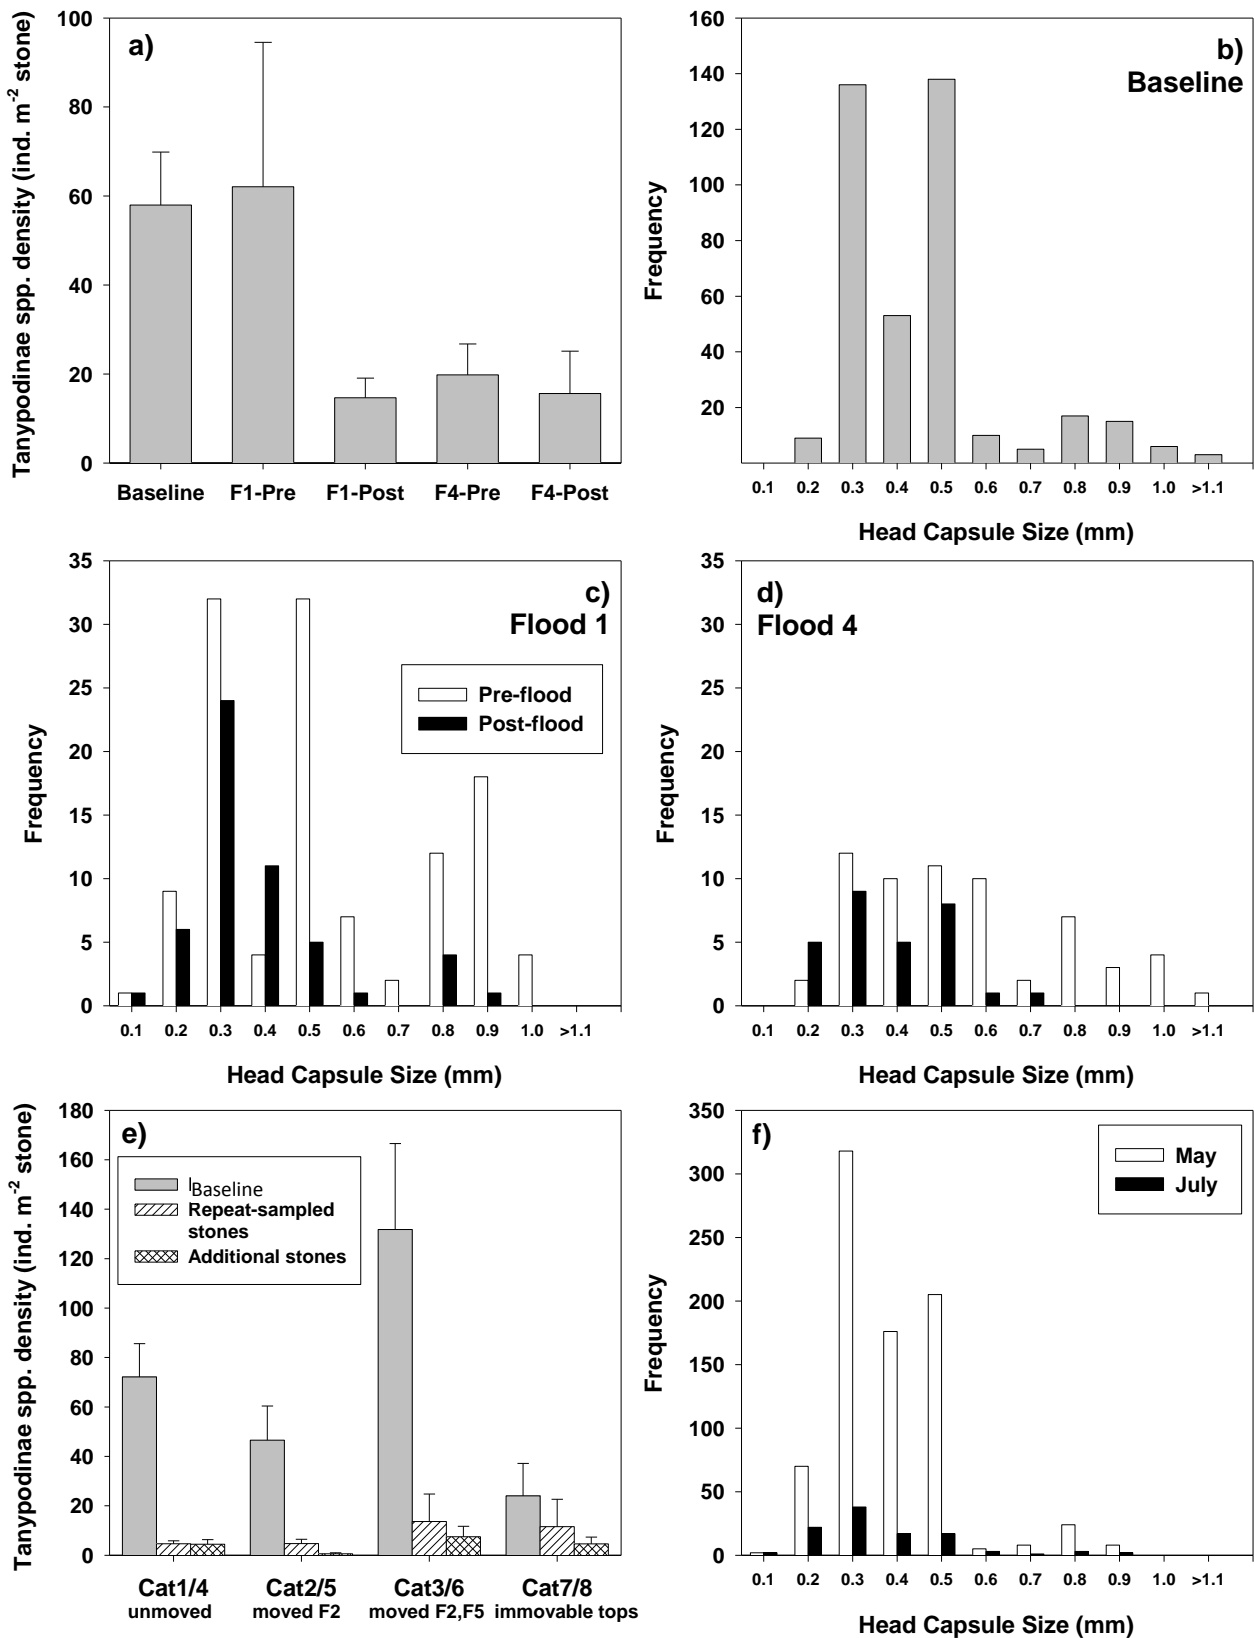 a)
Tanypodinae spp. density (ind. m-2 stone)
100
80
60
40
20
0
Baseline F1-Pre F1-Post F4-Pre F4-Post
b)
Baseline
Frequency
160
140
120
100
80
60
40
20
0.1 0.2 0.3 0.4 0.5 0.6 0.7 0.8 0.9 1.0 >1.1
Head Capsule Size (mm)
c)
Flood 1
Pre-flood
Post-flood
Frequency
35
30
25
20
15
10
5
0
0.1 0.2 0.3 0.4 0.5 0.6 0.7 0.8 0.9 1.0 >1.1
Head Capsule Size (mm)
d)
Flood 4
Frequency
35
30
25
20
15
10
5
0
0.1 0.2 0.3 0.4 0.5 0.6 0.7 0.8 0.9 1.0 >1.1
Head Capsule Size (mm)
e)
Baseline
Repeat-sampled
stones
Additional stones
Tanypodinae spp. density (ind. m-2 stone)
180
160
140
120
100
80
60
40
20
0
Cat1/4 Cat2/5 Cat3/6 Cat7/8
unmoved moved F2 moved F2,F5 immovable tops
f)
May
July
Frequency
350
300
250
200
150
100
50
0
0.1 0.2 0.3 0.4 0.5 0.6 0.7 0.8 0.9 1.0 >1.1
Head Capsule Size (mm)